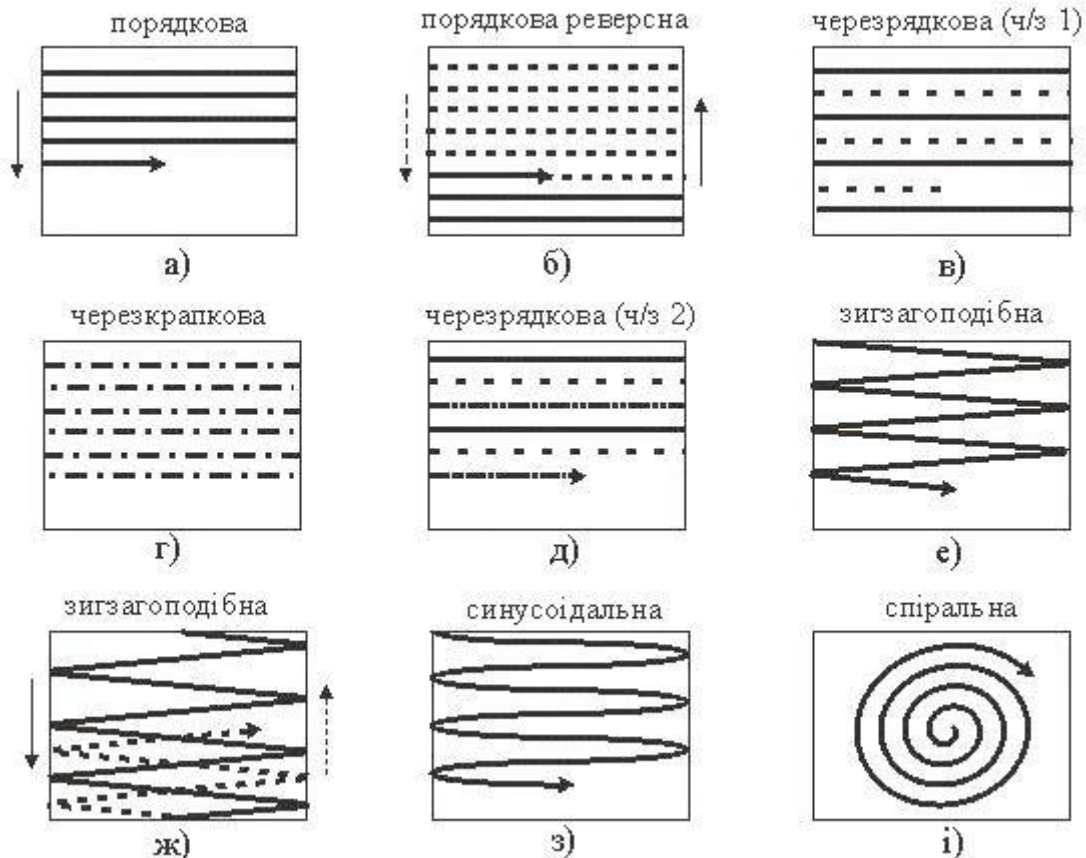 порядкова
порядкова реверсна
черезрядкова (ч/з 1)
а)
б)
в)
черезкрапкова
черезрядкова (ч/з 2)
зигзагоподібна
г)
д)
е)
зигзагоподібна
синусоідальна
спіральна
ж)
з)
і)